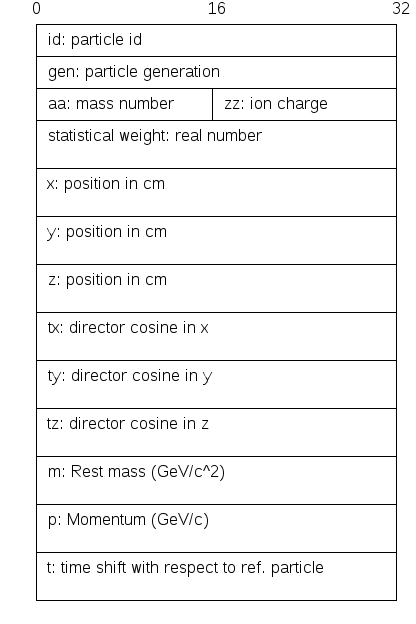 0 16 32
id: particle id
gen: particle generation
aa: mass number zz: ion charge
statistical weight: real number
x: position in cm
y: position in cm
z: position in cm
tx: director cosine in x
ty: director cosine in y
tz: director cosine in z
m: Rest mass (GeV/c^2)
p: Momentum (GeV/c)
t: time shift with respect to ref. particle